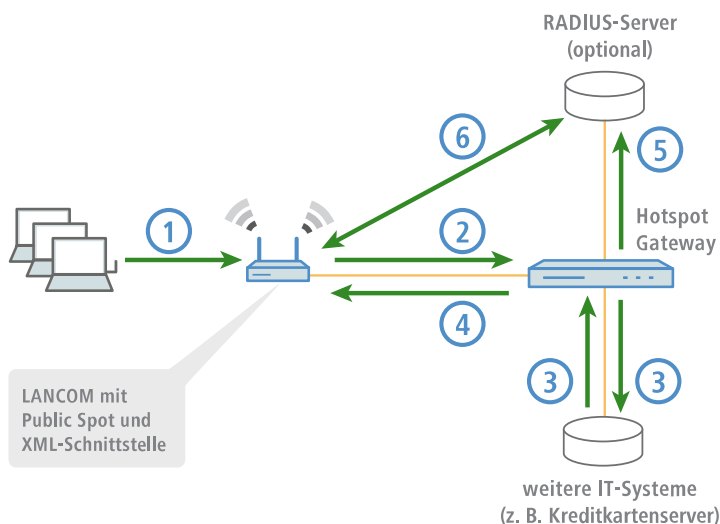 RADIUS-Server
(optional)
6
5
1
2
Hotspot
Gateway
4
3
3
LANCOM mit
Public Spot und
XML-Schnittstelle
weitere IT-Systeme
(z. B. Kreditkartenserver)